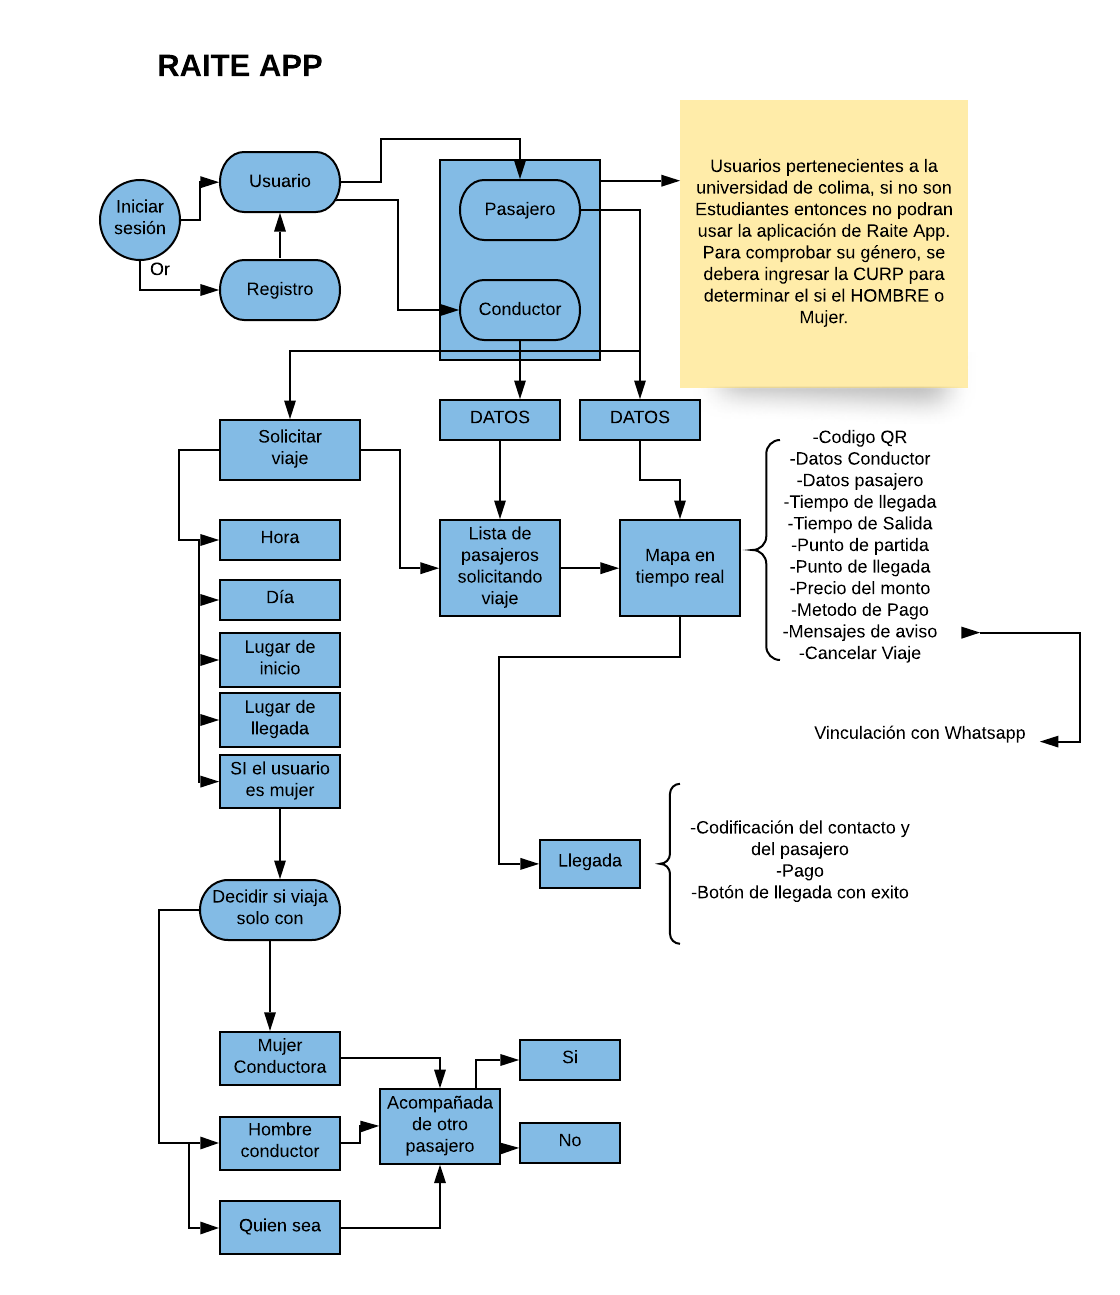 RAITE APP
Usuario
Iniciar
sesión
Or
Registro
Pasajero
Conductor
Usuarios pertenecientes a la
universidad de colima, si no son
Estudiantes entonces no podran
usar la aplicación de Raite App.
Para comprobar su género, se
debera ingresar la CURP para
determinar el si el HOMBRE o
Mujer.
DATOS
DATOS
Solicitar
viaje
Hora
Día
Lugar de
inicio
Lugar de
llegada
SI el usuario
es mujer
Lista de
pasajeros
solicitando
viaje
Mapa en
tiempo real
-Codigo QR
-Datos Conductor
-Datos pasajero
-Tiempo de llegada
-Tiempo de Salida
-Punto de partida
-Punto de llegada
-Precio del monto
-Metodo de Pago
-Mensajes de aviso
-Cancelar Viaje
Vinculación con Whatsapp
Llegada
-Codificación del contacto y
del pasajero
-Pago
-Botón de llegada con exito
Decidir si viaja
solo con
Mujer
Conductora
Hombre
conductor
Quien sea
Acompañada
de otro
pasajero
Si
No